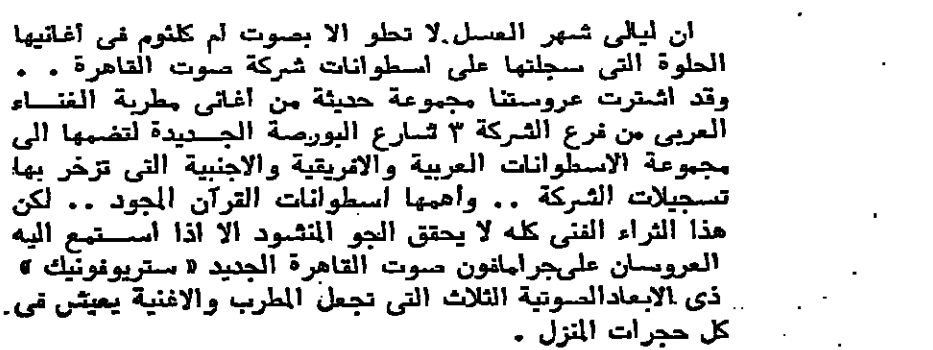 ان ليالى شهر العسل لا تحلو الا بصوت أم كلثوم فى أغانيها
الحلوة التى سجلتها على اسطوانات شركة صوت القاهرة . .
وقد اشترت عروستنا مجموعة حديثة من أغانى مطربة الغنـــاء
العربى من فرع الشركة ٣ شارع البورصة الجـــديدة لتضمها الى
مجموعة الاسطوانات العربية والافريقية والاجنبية التى تزخر بها
تسجيلات الشركة .. وأهمها اسطوانات القرآن المجود .. لكن
هذا الثراء الفنى كله لا يحقق الجو المنشود الا اذا اســـتمع اليه
العروسان على جرامافون صوت القاهرة الجديد « ستريوفونيك »
ذى الابعاد الصوتية الثلاث التى تجعل المطرب والاغنية يعيش فى
كل حجرات المنزل .